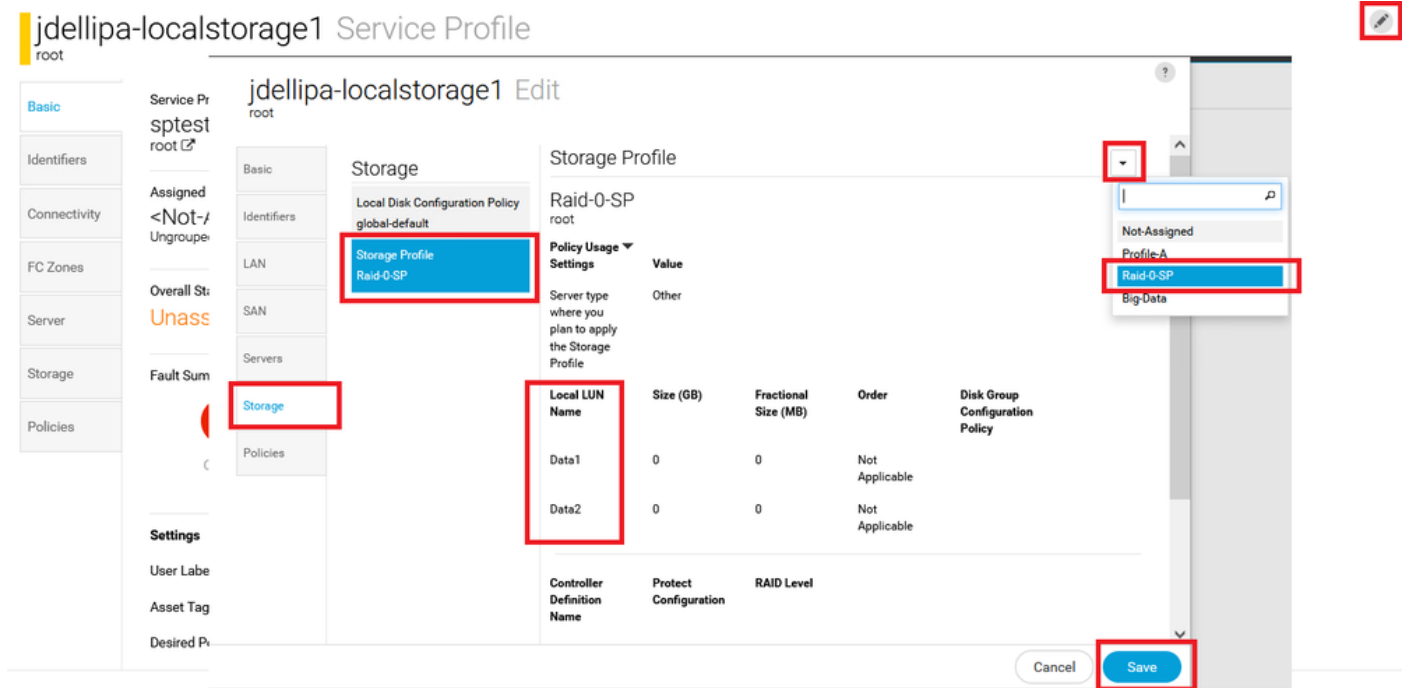 jdellipa-localstorage1 Service Profile
root
Basic
Identifiers
Connectivity
FC Zones
Server
Storage
Policies
Service Pr
sptest
root
Assigned
<Not-A
Ungroupe
Overall Sta
Unass
Fault Sum
Settings
User Labe
Asset Tag
Desired P
?
jdellipa-localstorage1 Edit
root
Basic
Identifiers
LAN
SAN
Servers
Storage
Policies
Storage
Local Disk Configuration Policy
global-default
Storage Profile
Raid-0-SP
Storage Profile
Raid-0-SP
root
Policy Usage
Settings Value
Server type Other
where you
plan to apply
the Storage
Profile
Local LUN Size (GB) Fractional Order Disk Group
Name Size (MB) Configuration
Policy
Data1 0 0 Not
Applicable
Data2 0 0 Not
Applicable
Controller Protect RAID Level
Definition Configuration
Name
Not-Assigned
Profile-A
Raid-0-SP
Big-Data
Cancel Save